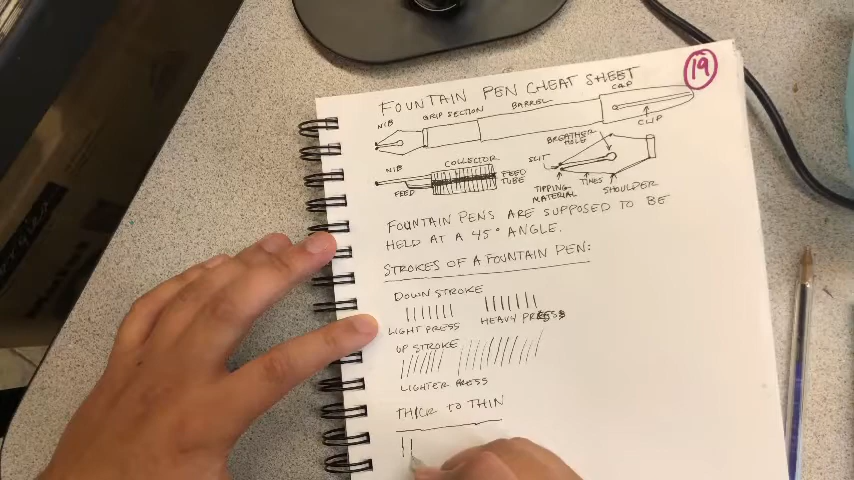 19
FOUNTAIN PEN CHEAT SHEET
NIB
GRIP SECTION
BARREL
CAP
CLIP
BREATHER HOLE
NIB
COLLECTOR
FEED
FEED TUBE
SLIT
TIPPING MATERIAL
TINES
SHOULDER
FOUNTAIN PENS ARE SUPPOSED TO BE
HELD AT A 45° ANGLE.
STROKES OF A FOUNTAIN PEN:
DOWN STROKE
LIGHT PRESS
HEAVY PRESS
UP STROKE
LIGHTER PRESS
THICK TO THIN